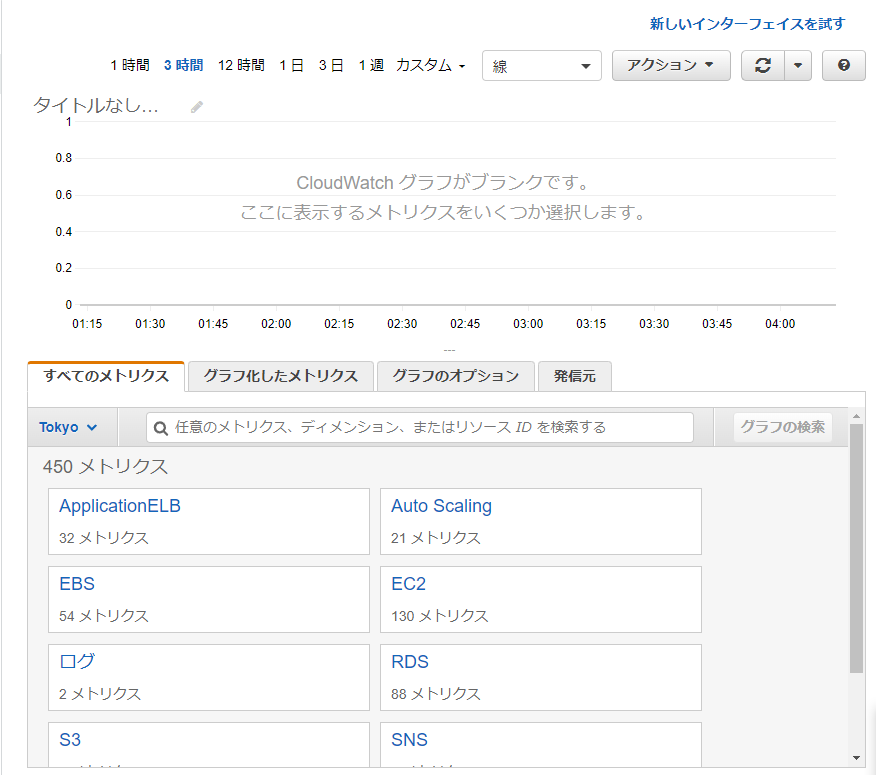 新しいインターフェイスを試す
1 時間 3 時間 12 時間 1 日 3 日 1 週 カスタム 線 アクション
タイトルなし...
1
0.8
CloudWatch グラフがブランクです。
0.6
ここに表示するメトリクスをいくつか選択します。
0.4
0.2
0
01:15 01:30 01:45 02:00 02:15 02:30 02:45 03:00 03:15 03:30 03:45 04:00
すべてのメトリクス グラフ化したメトリクス グラフのオプション 発信元
Tokyo 任意のメトリクス、ディメンション、またはリソース ID を検索する グラフの検索
450 メトリクス
ApplicationELB Auto Scaling
32 メトリクス 21 メトリクス
EBS EC2
54 メトリクス 130 メトリクス
ログ RDS
2 メトリクス 88 メトリクス
S3 SNS